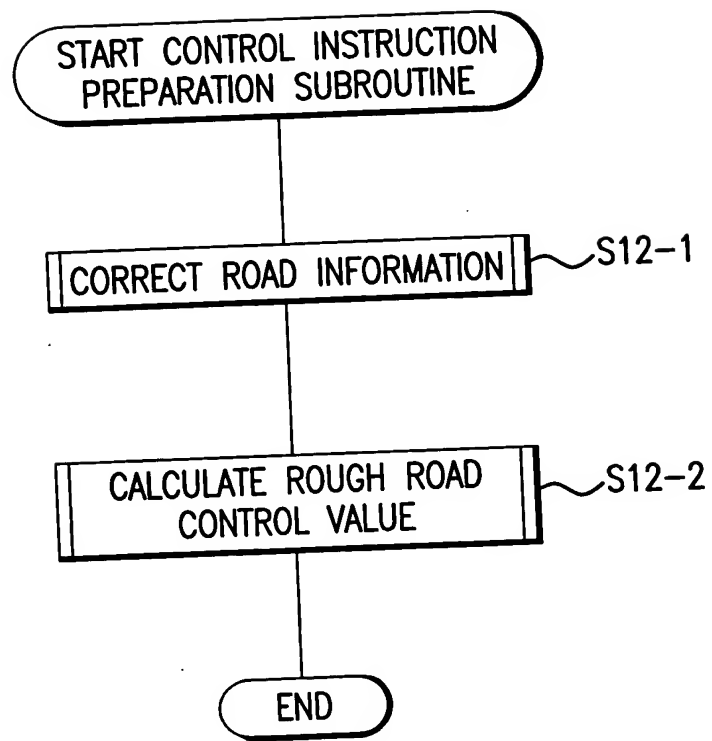 START CONTROL INSTRUCTION
PREPARATION SUBROUTINE
CORRECT ROAD INFORMATION
S12-1
CALCULATE ROUGH ROAD
CONTROL VALUE
S12-2
END